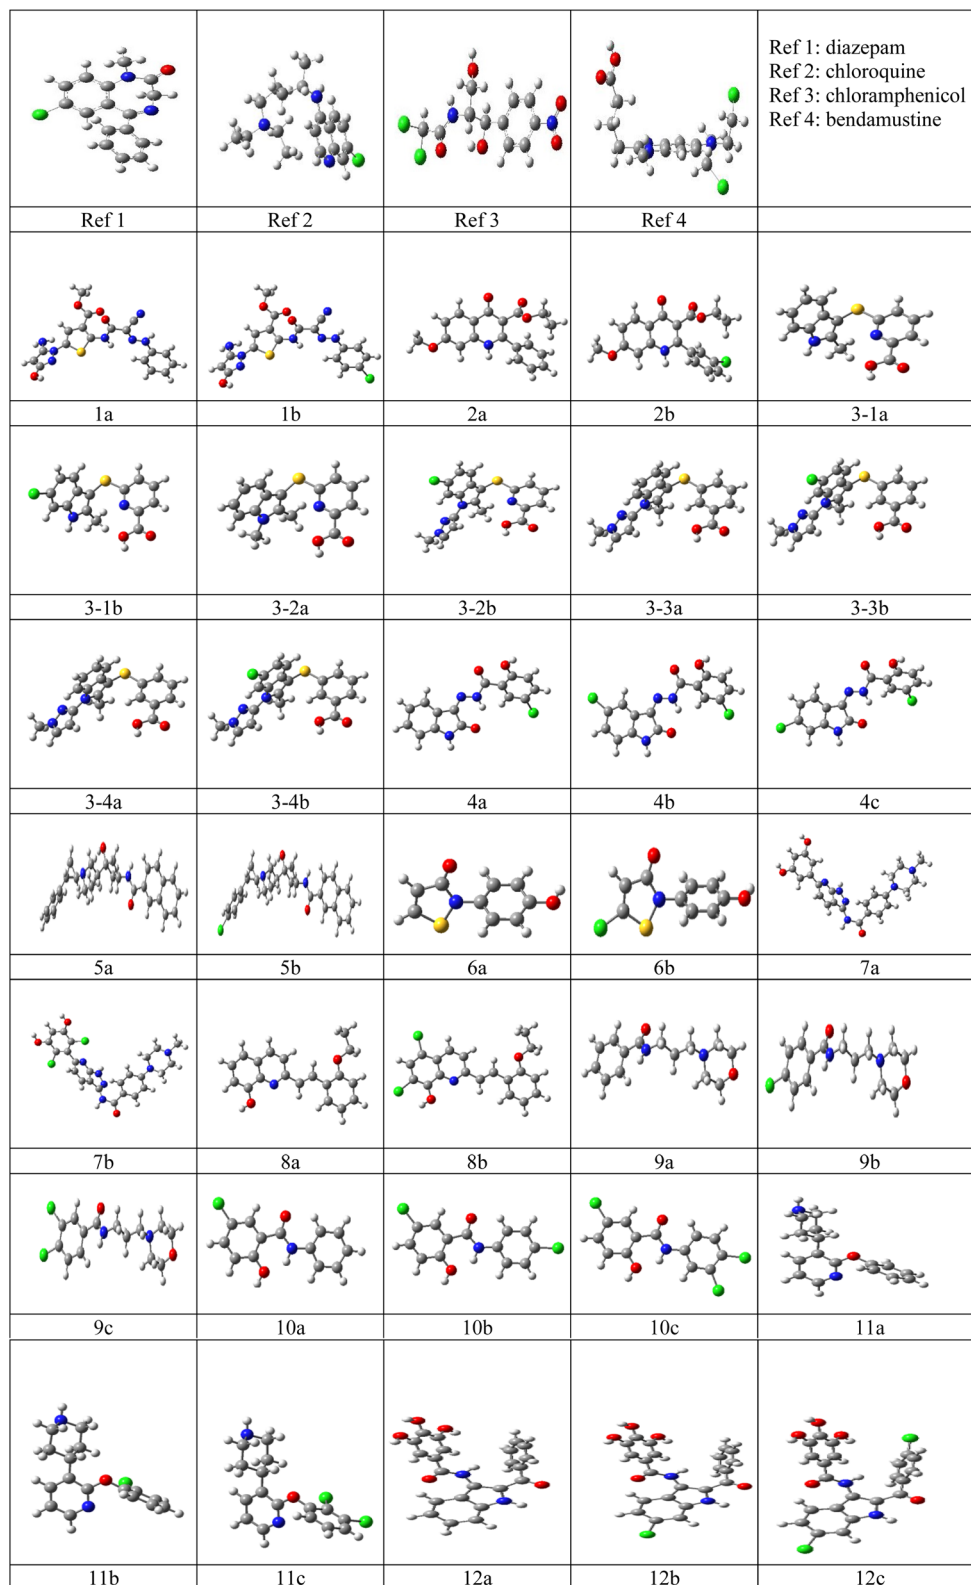 Ref 1: diazepam
Ref 2: chloroquine
Ref 3: chloramphenicol
Ref 4: bendamustine
Ref 1 Ref 2 Ref 3 Ref 4
1a 1b 2a 2b 3-1a
3-1b 3-2a 3-2b 3-3a 3-3b
3-4a 3-4b 4a 4b 4c
5a 5b 6a 6b 7a
7b 8a 8b 9a 9b
9c 10a 10b 10c 11a
11b 11c 12a 12b 12c